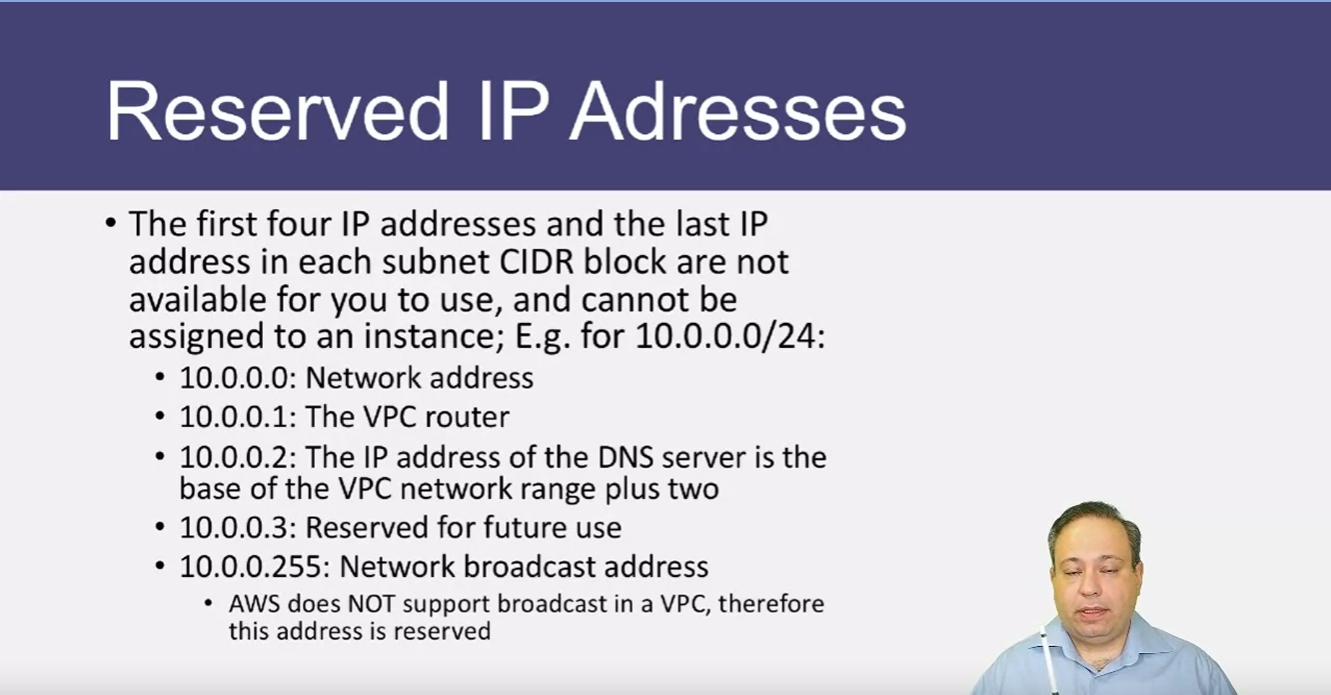 Reserved IP Adresses
• The first four IP addresses and the last IP
address in each subnet CIDR block are not
available for you to use, and cannot be
assigned to an instance; E.g. for 10.0.0.0/24:
• 10.0.0.0: Network address
• 10.0.0.1: The VPC router
• 10.0.0.2: The IP address of the DNS server is the
base of the VPC network range plus two
• 10.0.0.3: Reserved for future use
• 10.0.0.255: Network broadcast address
• AWS does NOT support broadcast in a VPC, therefore
this address is reserved